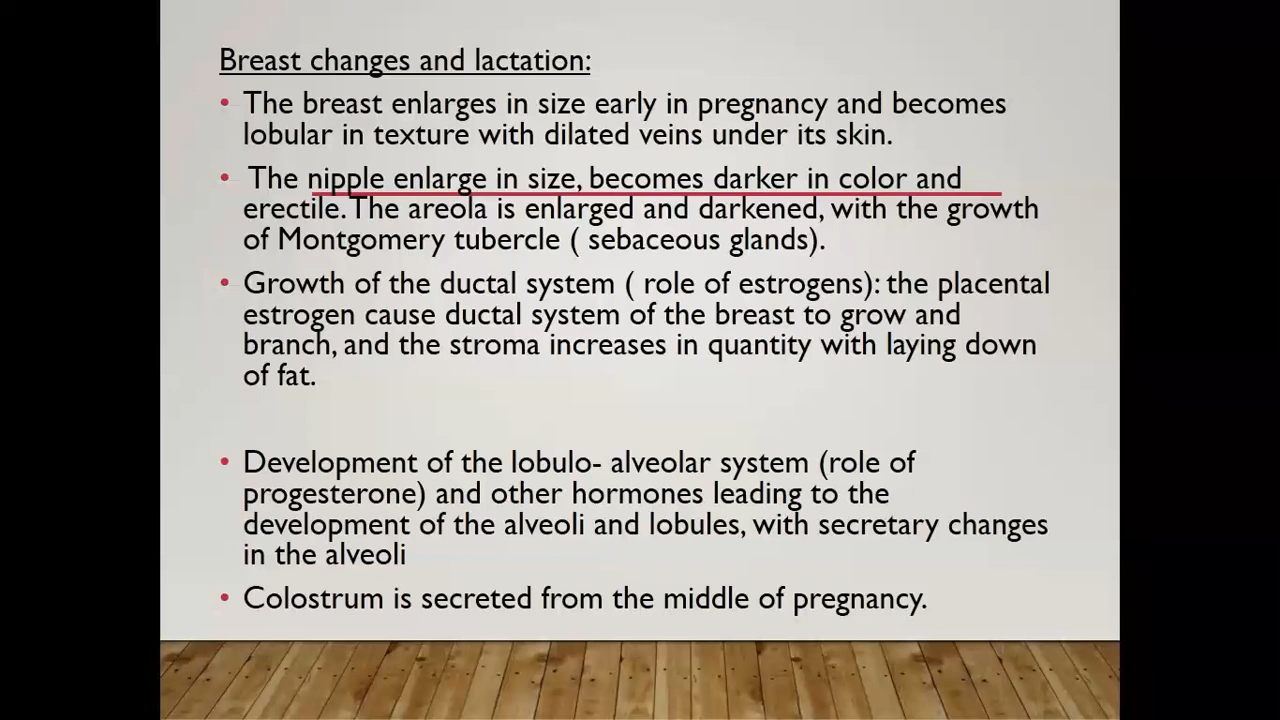 Breast changes and lactation:
• The breast enlarges in size early in pregnancy and becomes
lobular in texture with dilated veins under its skin.
• The nipple enlarge in size, becomes darker in color and
erectile. The areola is enlarged and darkened, with the growth
of Montgomery tubercle ( sebaceous glands).
• Growth of the ductal system ( role of estrogens): the placental
estrogen cause ductal system of the breast to grow and
branch, and the stroma increases in quantity with laying down
of fat.
• Development of the lobulo- alveolar system (role of
progesterone) and other hormones leading to the
development of the alveoli and lobules, with secretary changes
in the alveoli
• Colostrum is secreted from the middle of pregnancy.